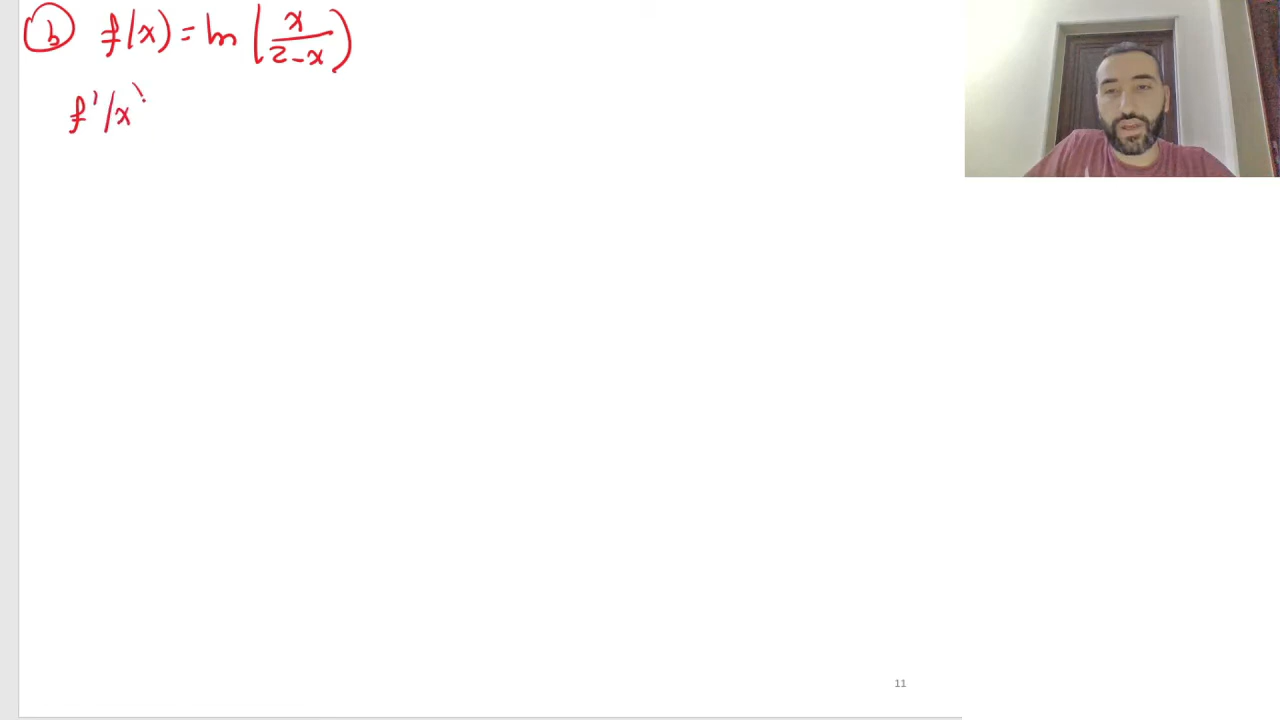 b f(x) = ln (x/(2-x))
f'(x)
11